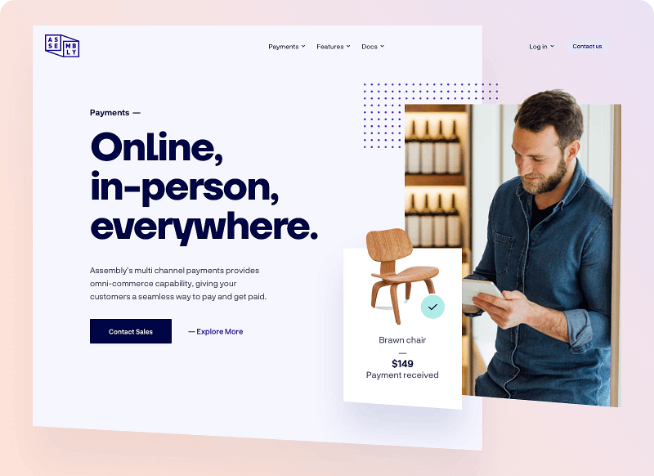 AS
SE
MB
LY
Payments
Features
Docs
Log in
Contact us
Payments —
Online,
in-person,
everywhere.
Assembly's multi channel payments provides
omni-commerce capability, giving your
customers a seamless way to pay and get paid.
Contact Sales
— Explore More
Brawn chair
—
$149
Payment received